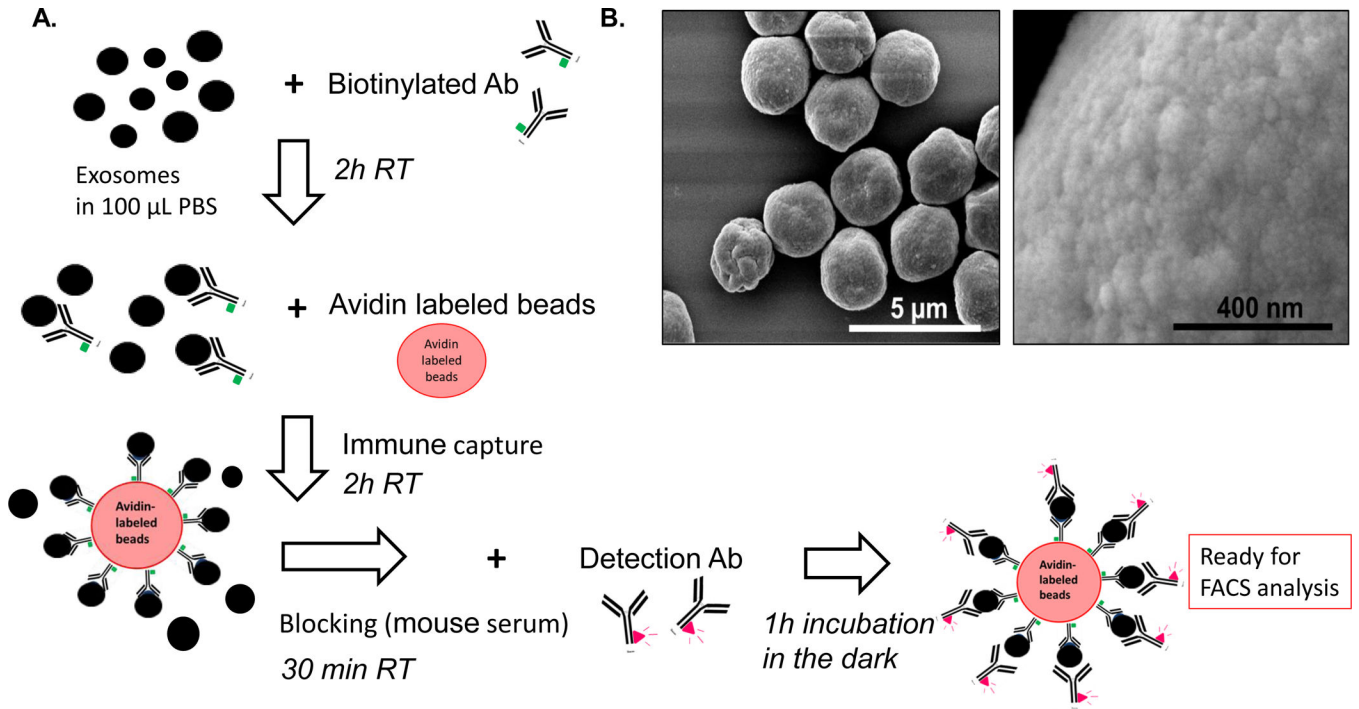 A.
+ Biotinylated Ab
Exosomes
in 100 µL PBS
2h RT
+ Avidin labeled beads
Avidin
labeled
beads
Immune capture
2h RT
Avidin-
labeled
beads
Blocking (mouse serum)
30 min RT
+
Detection Ab
1h incubation
in the dark
Avidin-
labeled
beads
Ready for
FACS analysis
B.
5 µm
400 nm